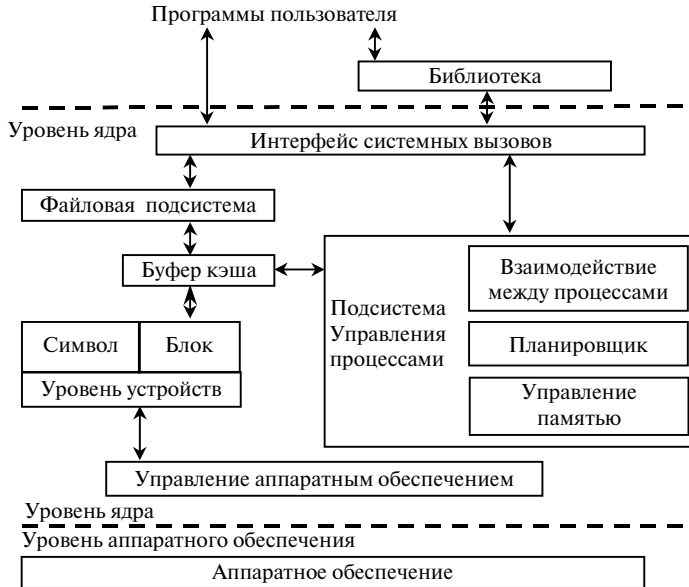 Программы пользователя
Библиотека
Уровень ядра
Интерфейс системных вызовов
Файловая подсистема
Буфер кэша
Взаимодействие
между процессами
Подсистема
Управления
процессами
Символ
Блок
Планировщик
Уровень устройств
Управление
памятью
Управление аппаратным обеспечением
Уровень ядра
Уровень аппаратного обеспечения
Аппаратное обеспечение